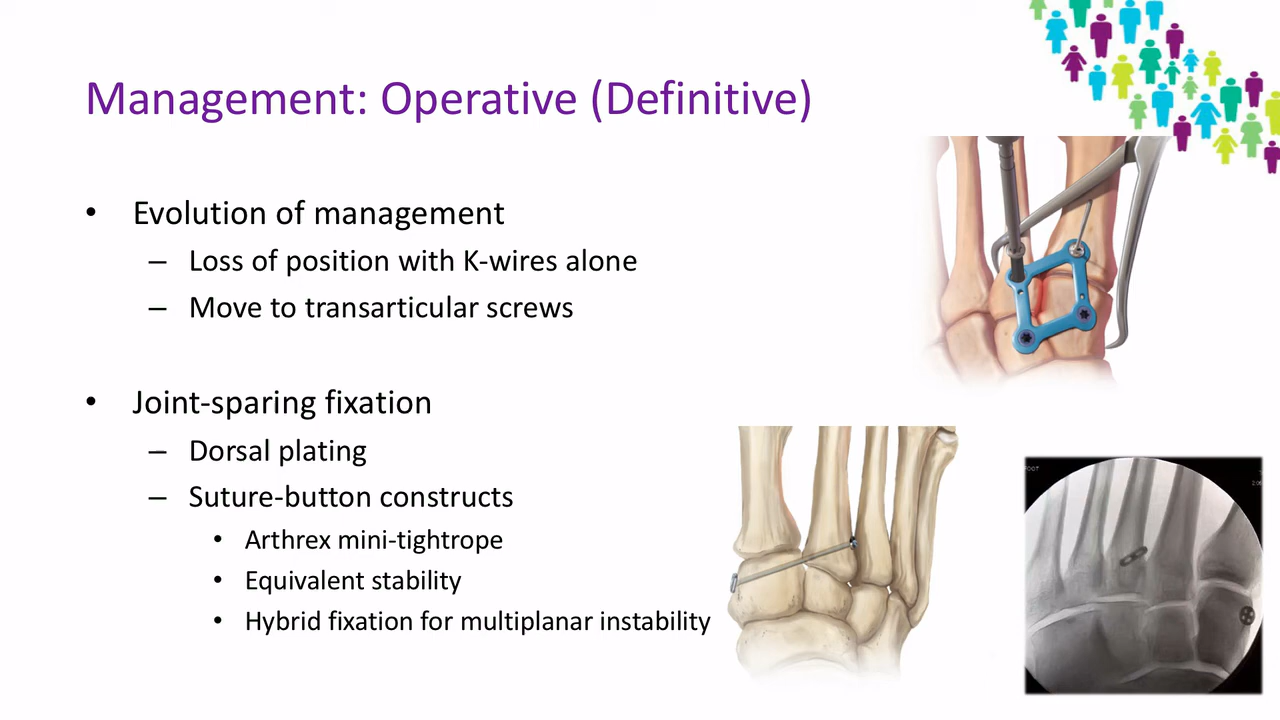 Management: Operative (Definitive)
• Evolution of management
– Loss of position with K-wires alone
– Move to transarticular screws
• Joint-sparing fixation
– Dorsal plating
– Suture-button constructs
• Arthrex mini-tightrope
• Equivalent stability
• Hybrid fixation for multiplanar instability